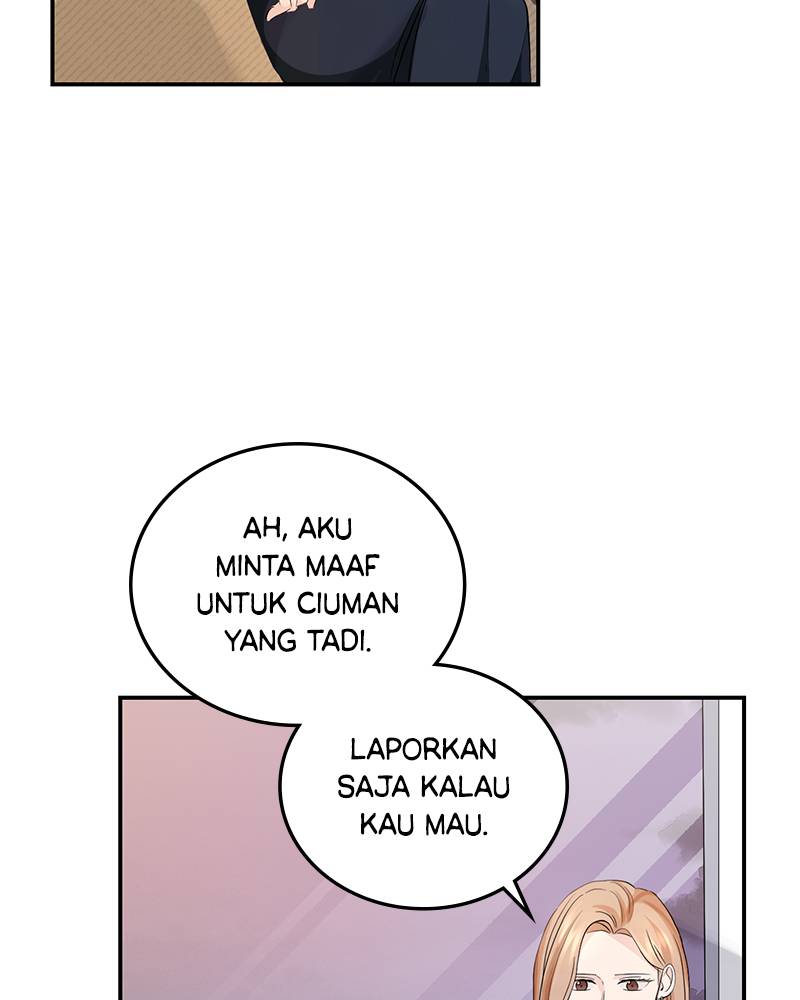 AH, AKU
MINTA MAAF
UNTUK CIUMAN
YANG TADI.
LAPORKAN
SAJA KALAU
KAU MAU.